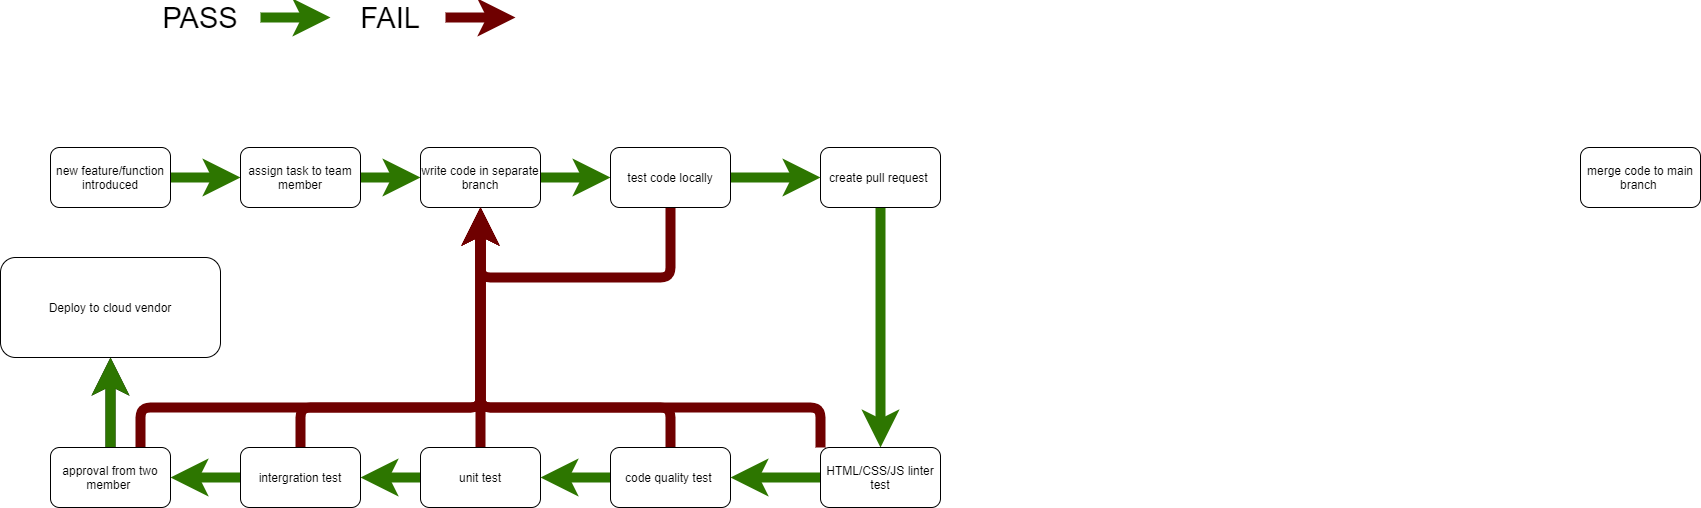 PASS
FAIL
new feature/function
introduced
assign task to team
member
write code in separate
branch
test code locally
create pull request
merge code to main
branch
Deploy to cloud vendor
approval from two
member
intergration test
unit test
code quality test
HTML/CSS/JS linter
test